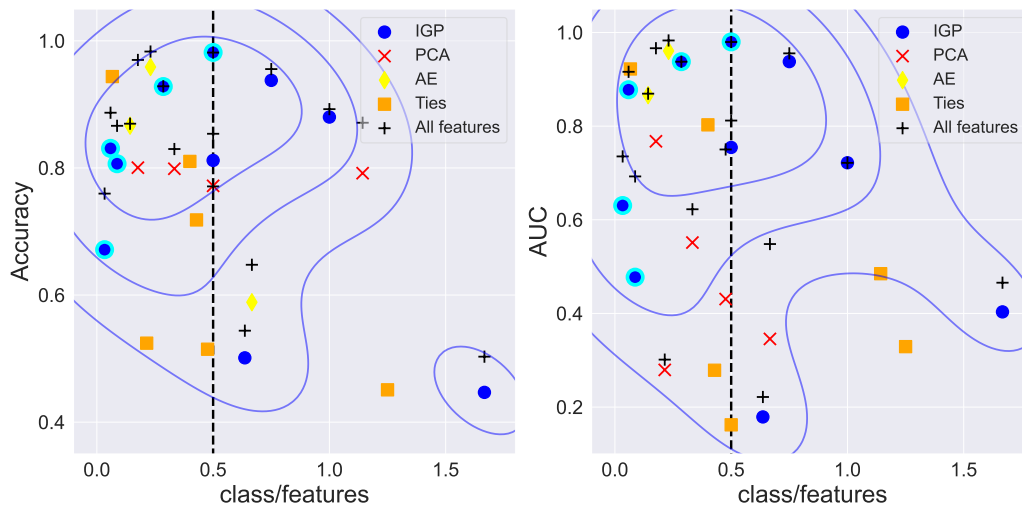 1.0
0.8
0.6
0.4
Accuracy
0.0 0.5 1.0 1.5
class/features
IGP
PCA
AE
Ties
All features
1.0
0.8
0.6
0.4
0.2
AUC
0.0 0.5 1.0 1.5
class/features
IGP
PCA
AE
Ties
All features